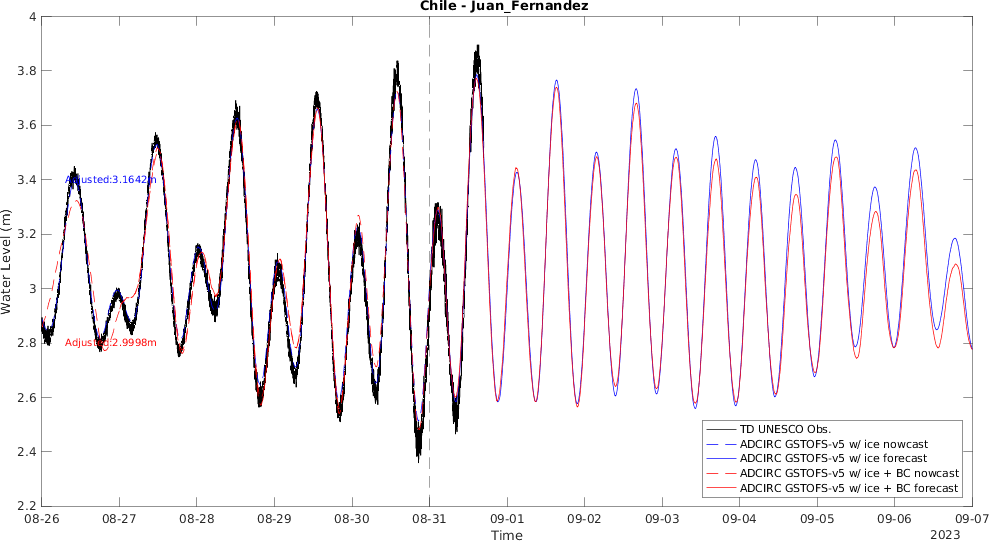 Chile - Juan_Fernandez
Water Level (m)
4
3.8
3.6
3.4
3.2
3
2.8
2.6
2.4
2.2
Adjusted:3.1642m
Adjusted:2.9998m
TD UNESCO Obs.
ADCIRC GSTOFS-v5 w/ ice nowcast
ADCIRC GSTOFS-v5 w/ ice forecast
ADCIRC GSTOFS-v5 w/ ice + BC nowcast
ADCIRC GSTOFS-v5 w/ ice + BC forecast
08-26 08-27 08-28 08-29 08-30 08-31 09-01 09-02 09-03 09-04 09-05 09-06 09-07
Time
2023